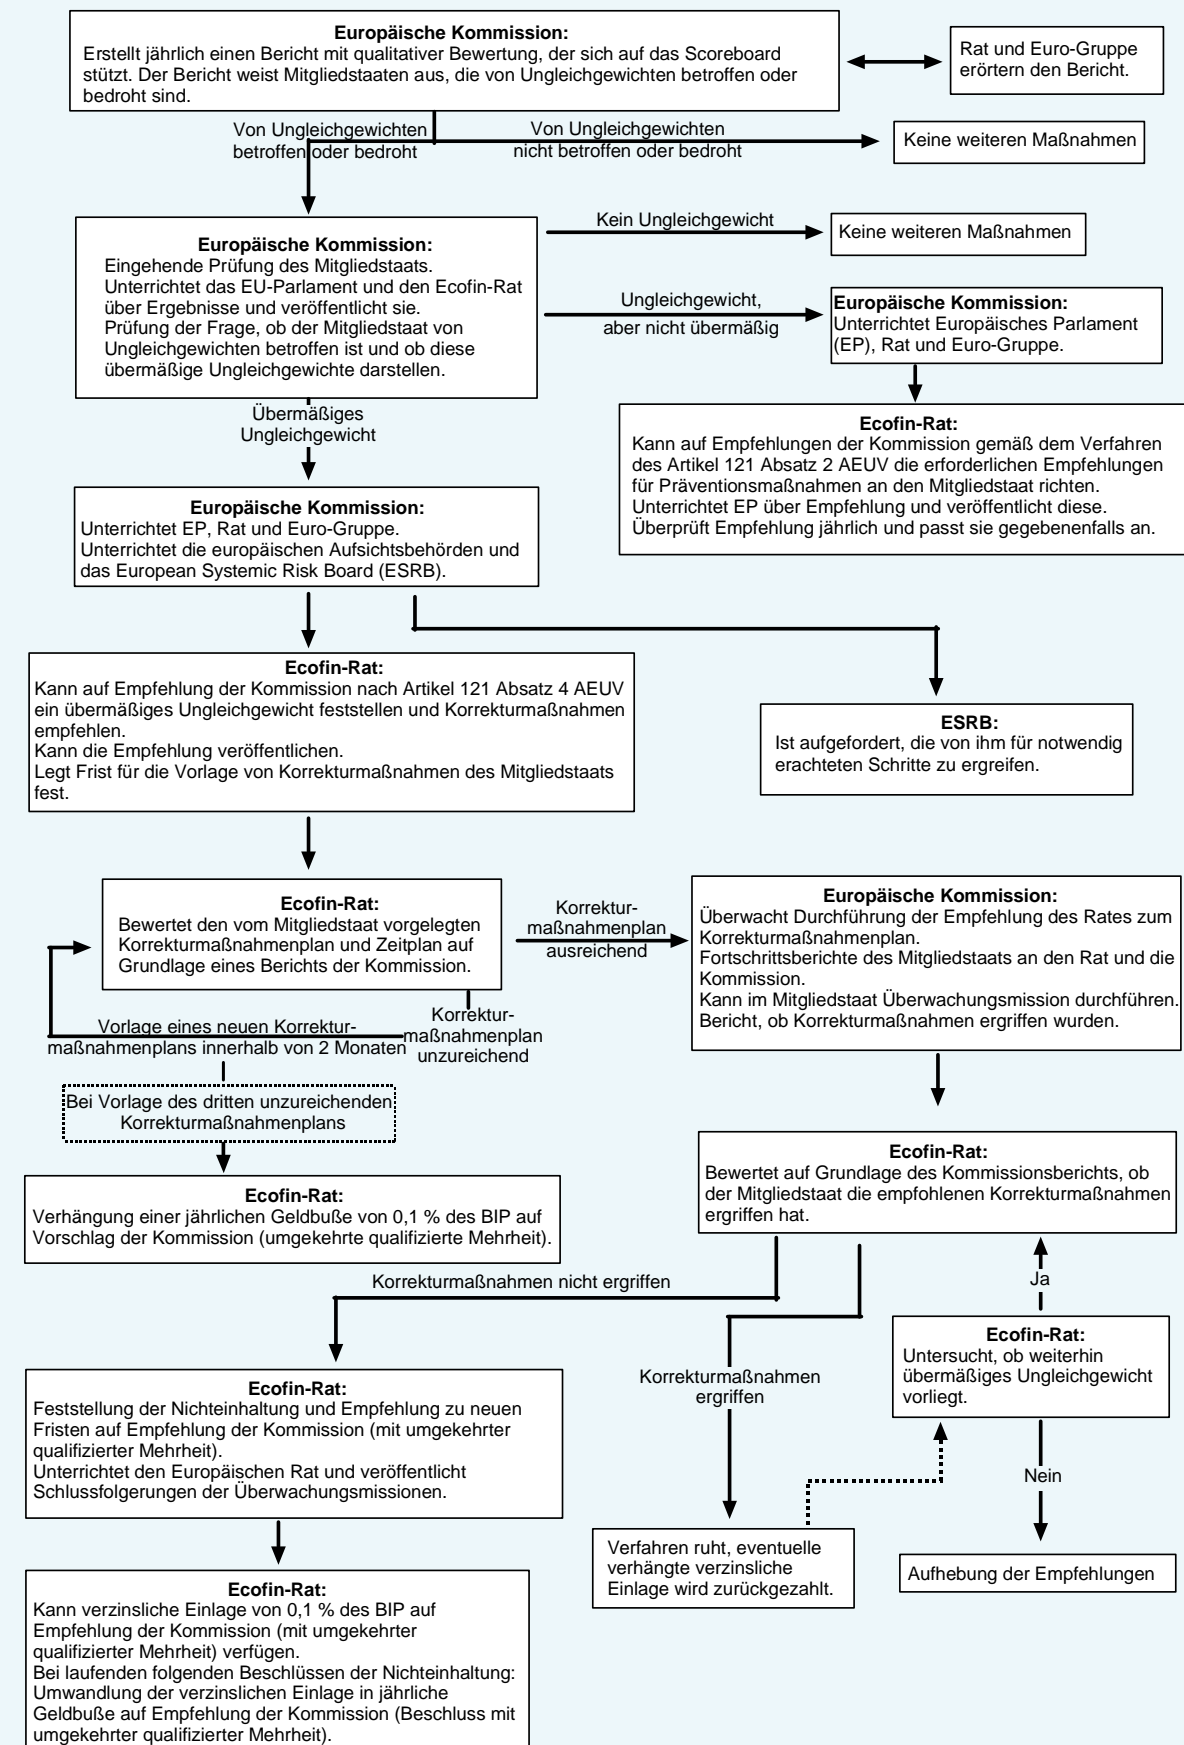 Europäische Kommission:
Erstellt jährlich einen Bericht mit qualitativer Bewertung, der sich auf das Scoreboard
stützt. Der Bericht weist Mitgliedstaaten aus, die von Ungleichgewichten betroffen oder
bedroht sind.
Rat und Euro-Gruppe
erörtern den Bericht.
Von Ungleichgewichten
betroffen oder bedroht
Von Ungleichgewichten
nicht betroffen oder bedroht
Keine weiteren Maßnahmen
Europäische Kommission:
Eingehende Prüfung des Mitgliedstaats.
Unterrichtet das EU-Parlament und den Ecofin-Rat
über Ergebnisse und veröffentlicht sie.
Prüfung der Frage, ob der Mitgliedstaat von
Ungleichgewichten betroffen ist und ob diese
übermäßige Ungleichgewichte darstellen.
Kein Ungleichgewicht
Keine weiteren Maßnahmen
Ungleichgewicht,
aber nicht übermäßig
Europäische Kommission:
Unterrichtet Europäisches Parlament
(EP), Rat und Euro-Gruppe.
Übermäßiges
Ungleichgewicht
Ecofin-Rat:
Kann auf Empfehlungen der Kommission gemäß dem Verfahren
des Artikel 121 Absatz 2 AEUV die erforderlichen Empfehlungen
für Präventionsmaßnahmen an den Mitgliedstaat richten.
Unterrichtet EP über Empfehlung und veröffentlicht diese.
Überprüft Empfehlung jährlich und passt sie gegebenenfalls an.
Europäische Kommission:
Unterrichtet EP, Rat und Euro-Gruppe.
Unterrichtet die europäischen Aufsichtsbehörden und
das European Systemic Risk Board (ESRB).
Ecofin-Rat:
Kann auf Empfehlung der Kommission nach Artikel 121 Absatz 4 AEUV
ein übermäßiges Ungleichgewicht feststellen und Korrekturmaßnahmen
empfehlen.
Kann die Empfehlung veröffentlichen.
Legt Frist für die Vorlage von Korrekturmaßnahmen des Mitgliedstaats
fest.
ESRB:
Ist aufgefordert, die von ihm für notwendig
erachteten Schritte zu ergreifen.
Ecofin-Rat:
Bewertet den vom Mitgliedstaat vorgelegten
Korrekturmaßnahmenplan und Zeitplan auf
Grundlage eines Berichts der Kommission.
Korrektur-
maßnahmenplan
ausreichend
Europäische Kommission:
Überwacht Durchführung der Empfehlung des Rates zum
Korrekturmaßnahmenplan.
Fortschrittsberichte des Mitgliedstaats an den Rat und die
Kommission.
Kann im Mitgliedstaat Überwachungsmission durchführen.
Bericht, ob Korrekturmaßnahmen ergriffen wurden.
Vorlage eines neuen Korrektur-
maßnahmenplans innerhalb von 2 Monaten
Korrektur-
maßnahmenplan
unzureichend
Bei Vorlage des dritten unzureichenden
Korrekturmaßnahmenplans
Ecofin-Rat:
Verhängung einer jährlichen Geldbuße von 0,1 % des BIP auf
Vorschlag der Kommission (umgekehrte qualifizierte Mehrheit).
Ecofin-Rat:
Bewertet auf Grundlage des Kommissionsberichts, ob
der Mitgliedstaat die empfohlenen Korrekturmaßnahmen
ergriffen hat.
Korrekturmaßnahmen nicht ergriffen
Ja
Ecofin-Rat:
Untersucht, ob weiterhin
übermäßiges Ungleichgewicht
vorliegt.
Korrekturmaßnahmen
ergriffen
Ecofin-Rat:
Feststellung der Nichteinhaltung und Empfehlung zu neuen
Fristen auf Empfehlung der Kommission (mit umgekehrter
qualifizierter Mehrheit).
Unterrichtet den Europäischen Rat und veröffentlicht
Schlussfolgerungen der Überwachungsmissionen.
Nein
Verfahren ruht, eventuelle
verhängte verzinsliche
Einlage wird zurückgezahlt.
Aufhebung der Empfehlungen
Ecofin-Rat:
Kann verzinsliche Einlage von 0,1 % des BIP auf
Empfehlung der Kommission (mit umgekehrter
qualifizierter Mehrheit) verfügen.
Bei laufenden folgenden Beschlüssen der Nichteinhaltung:
Umwandlung der verzinslichen Einlage in jährliche
Geldbuße auf Empfehlung der Kommission (Beschluss mit
umgekehrter qualifizierter Mehrheit).